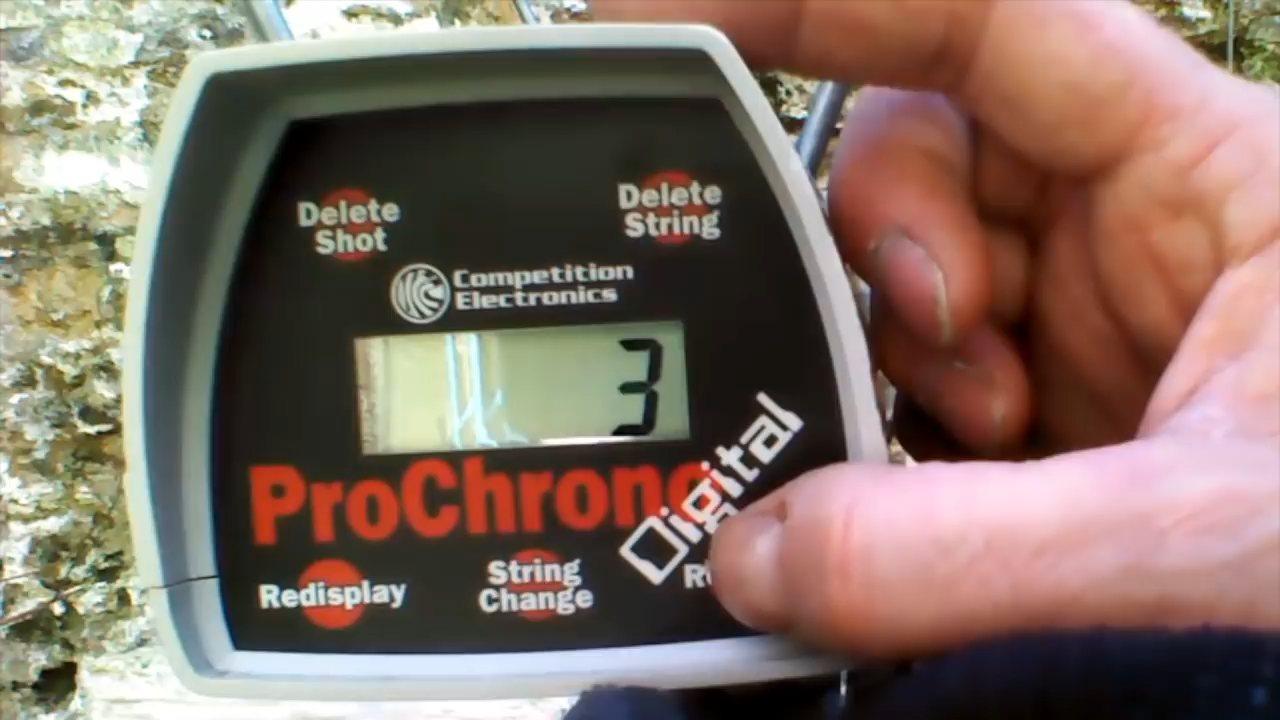 Delete
Shot
Delete
String
Competition
Electronics
3
ProChrono
Digital
Redisplay
String
Change